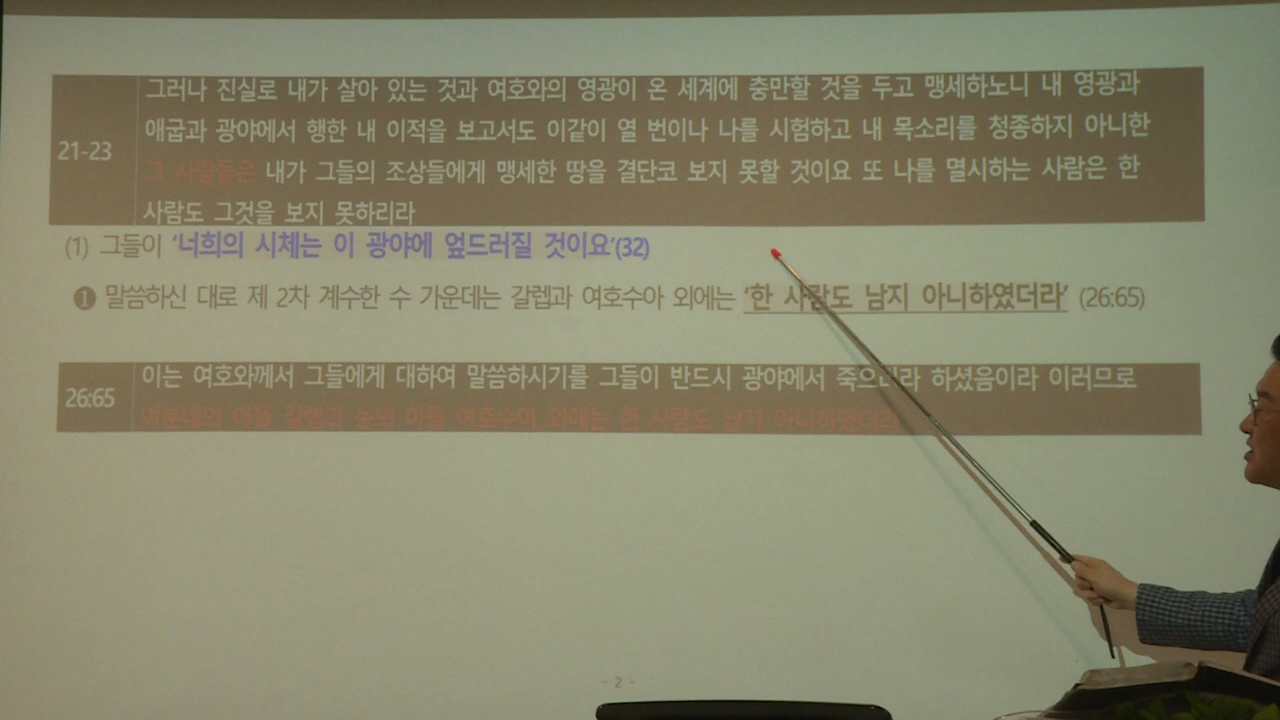 그러나 진실로 내가 살아 있는 것과 여호와의 영광이 온 세계에 충만할 것을 두고 맹세하노니 내 영광과
21-23 애굽과 광야에서 행한 내 이적을 보고서도 이같이 열 번이나 나를 시험하고 내 목소리를 청종하지 아니한
그 사람들은 내가 그들의 조상들에게 맹세한 땅을 결단코 보지 못할 것이요 또 나를 멸시하는 사람은 한
사람도 그것을 보지 못하리라
(1) 그들이 ‘너희의 시체는 이 광야에 엎드러질 것이요’(32)
❶ 말씀하신 대로 제 2차 계수한 수 가운데는 갈렙과 여호수아 외에는 ‘한 사람도 남지 아니하였더라’ (26:65)
26:65 이는 여호와께서 그들에게 대하여 말씀하시기를 그들이 반드시 광야에서 죽으리라 하셨음이라 이러므로
여분네의 아들 갈렙과 눈의 아들 여호수아 외에는 한 사람도 남지 아니하였더라
- 2 -